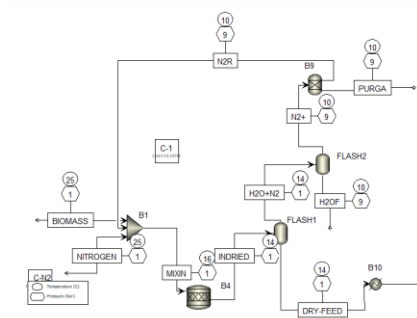 10
9
N2R
B9
10
9
PURGA
N2+
10
9
C-1
CALCULATOR
FLASH2
25
1
BIOMASS
B1
14
1
H2O+N2
H2OF
10
9
FLASH1
NITROGEN
25
1
MIXIN
16
1
INDRIED
14
1
B4
C-N2
Temperature (C)
Pressure (bar)
14
1
B10
DRY-FEED